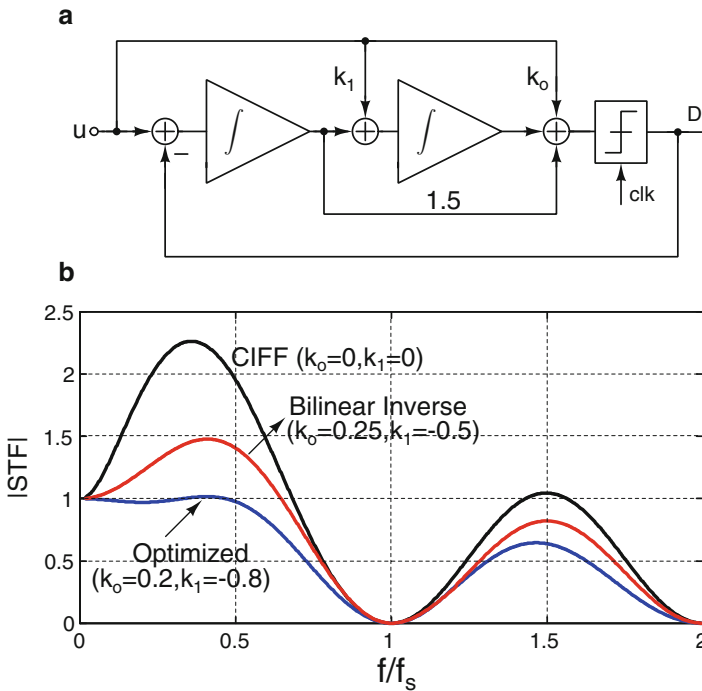 a
k₁
kₒ
u
∫
∫
D
−
1.5
clk
b
2.5
2
1.5
1
0.5
0
|STF|
CIFF (kₒ=0,k₁=0)
Bilinear Inverse
(kₒ=0.25,k₁=-0.5)
Optimized
(kₒ=0.2,k₁=-0.8)
0
0.5
1
1.5
2
f/fₛ